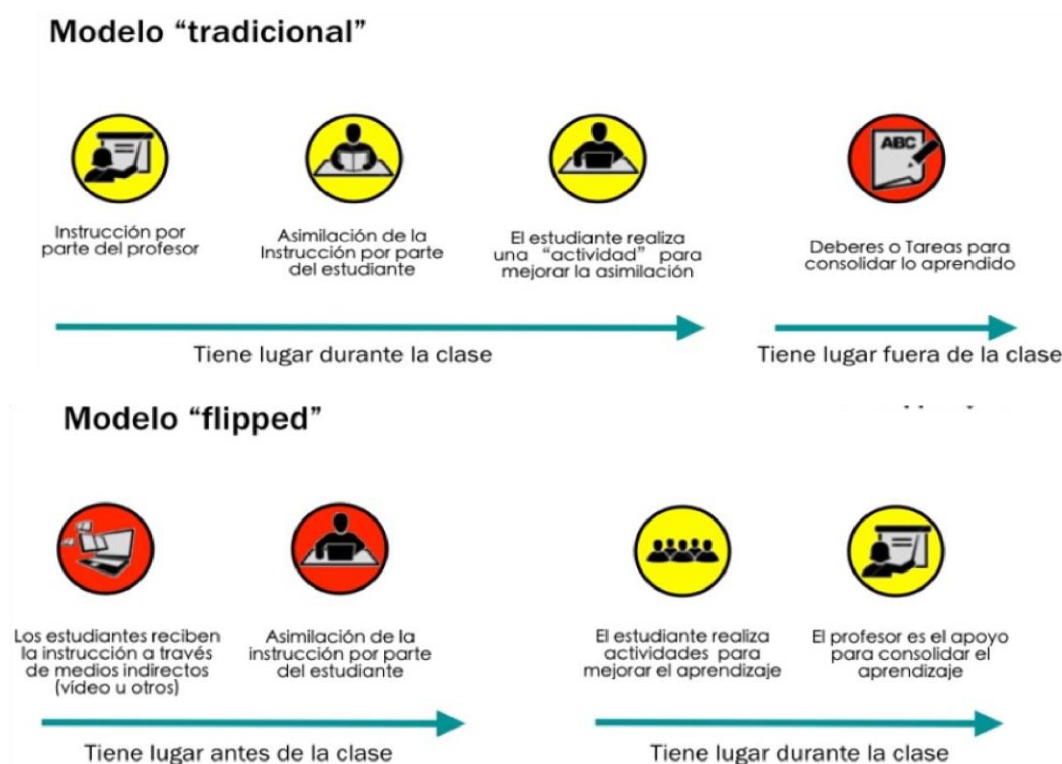 Modelo “tradicional”
ABC
Instrucción por
parte del profesor
Asimilación de la
Instrucción por parte
del estudiante
El estudiante realiza
una “actividad” para
mejorar la asimilación
Deberes o Tareas para
consolidar lo aprendido
Tiene lugar durante la clase
Tiene lugar fuera de la clase
Modelo “flipped”
Los estudiantes reciben
la instrucción a través
de medios indirectos
(vídeo u otros)
Asimilación de la
instrucción por parte
del estudiante
El estudiante realiza
actividades para
mejorar el aprendizaje
El profesor es el apoyo
para consolidar el
aprendizaje
Tiene lugar antes de la clase
Tiene lugar durante la clase